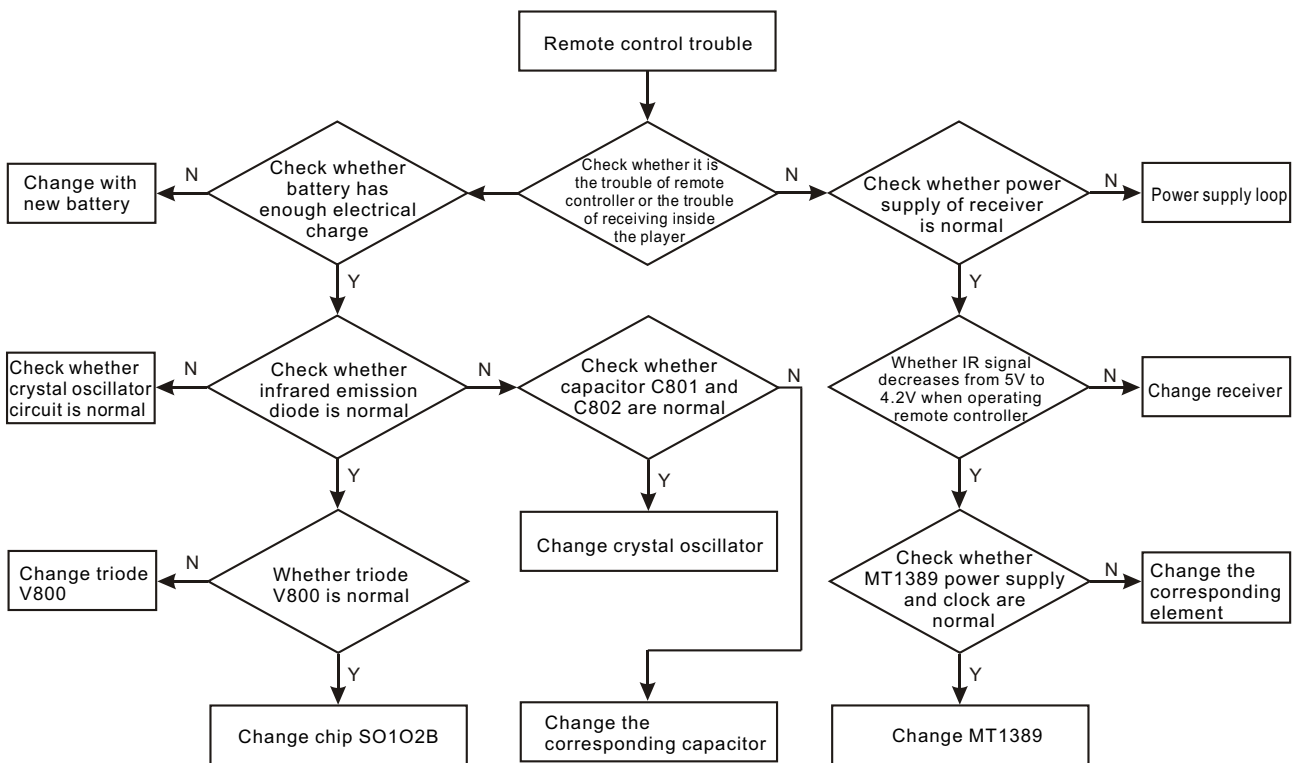 Remote control trouble
Check whether it is
the trouble of remote
controller or the trouble
of receiving inside
the player
N
Check whether
battery has
enough electrical
charge
N
Change with
new battery
Check whether power
supply of receiver
is normal
N
Power supply loop
Y
Y
Check whether
crystal oscillator
circuit is normal
N
Check whether
infrared emission
diode is normal
N
Check whether
capacitor C801 and
C802 are normal
N
Whether IR signal
decreases from 5V to
4.2V when operating
remote controller
N
Change receiver
Y
Y
Y
Change triode
V800
N
Whether triode
V800 is normal
Change crystal oscillator
Check whether
MT1389 power supply
and clock are
normal
N
Change the
corresponding
element
Y
Y
Change chip SO1O2B
Change the
corresponding capacitor
Change MT1389